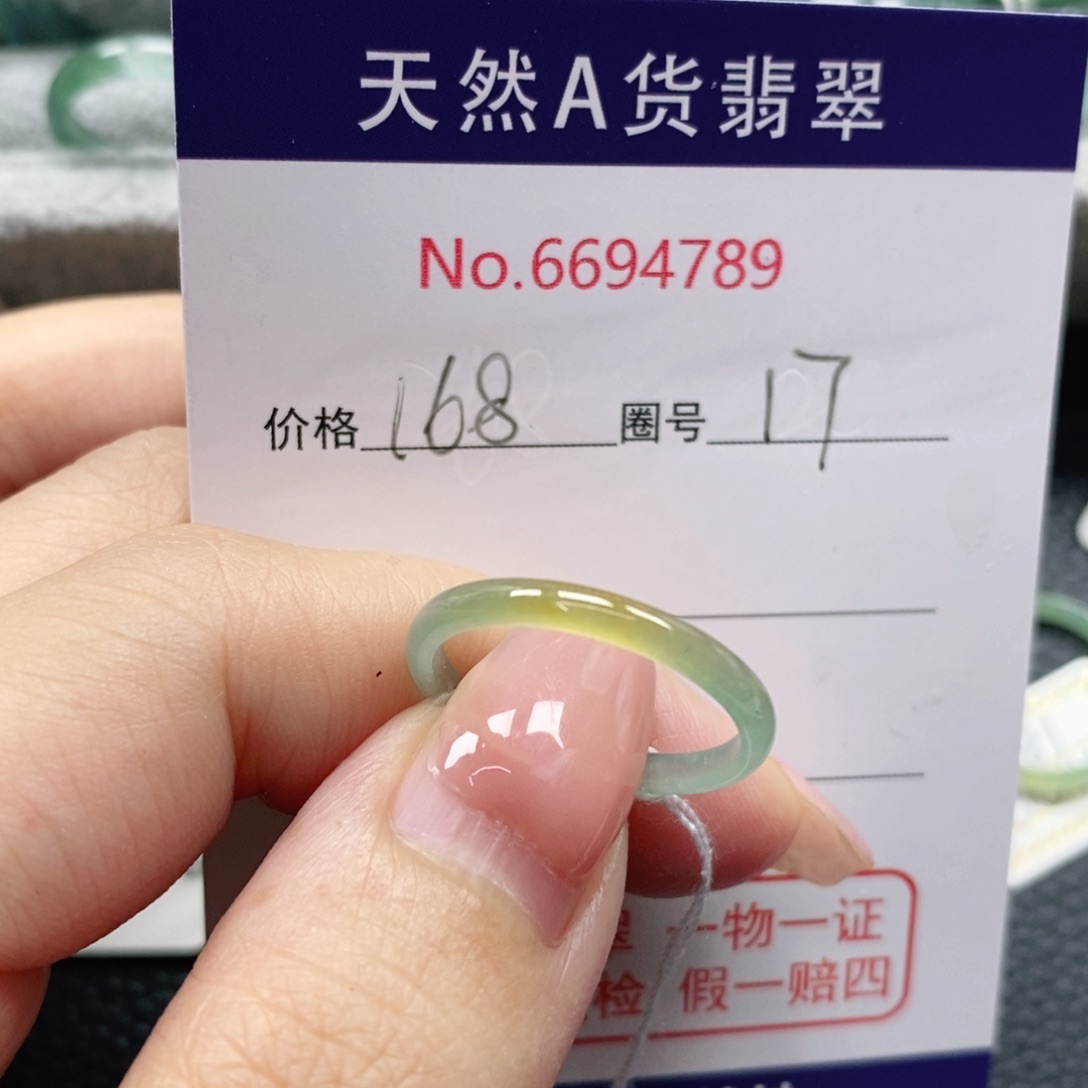 天然A货翡翠
No.6694789
价格 168 圈号 17
一物一证
检 假一赔四